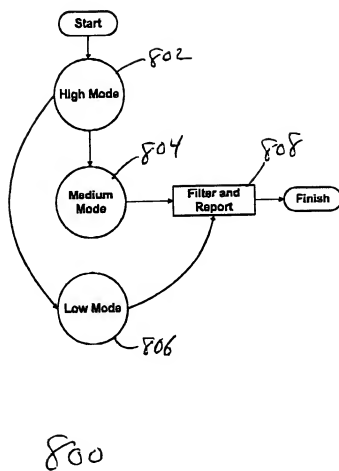 Start
802
High Mode
804
808
Medium
Mode
Filter and
Report
Finish
Low Mode
806
800